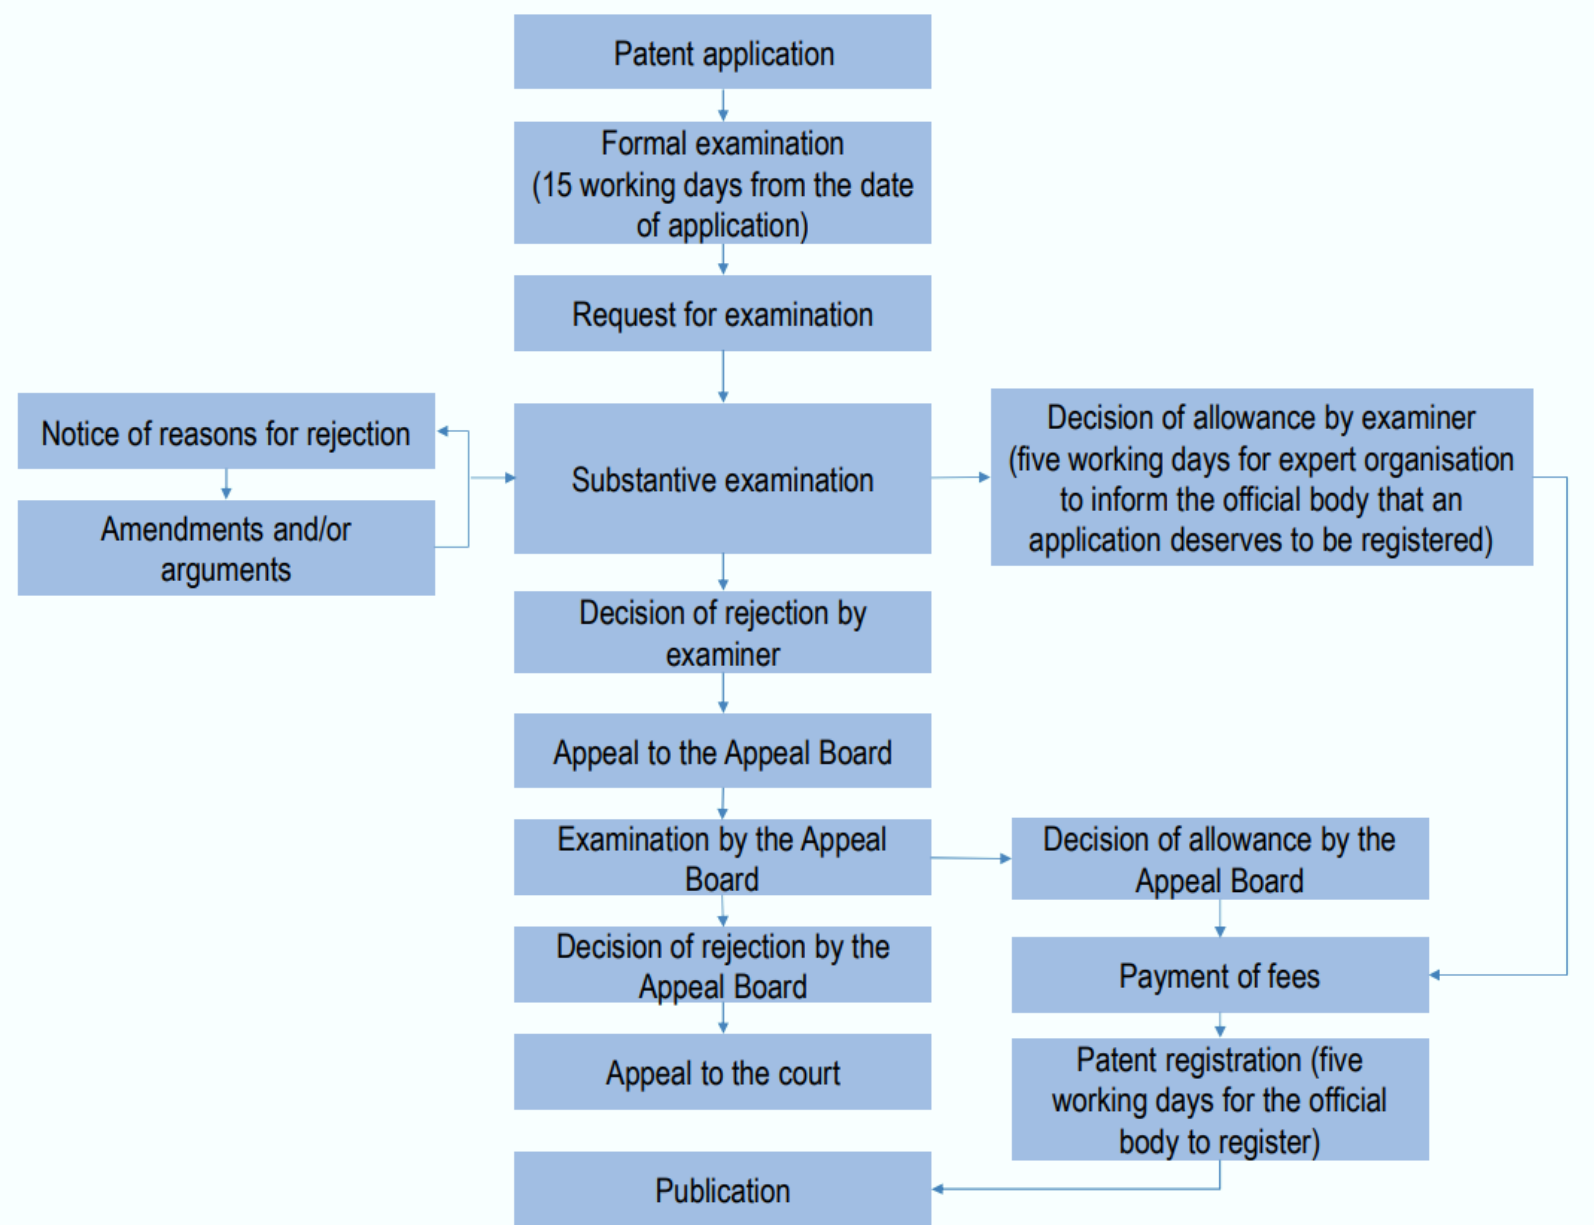 Patent application
Formal examination
(15 working days from the date
of application)
Request for examination
Notice of reasons for rejection
Amendments and/or
arguments
Substantive examination
Decision of allowance by examiner
(five working days for expert organisation
to inform the official body that an
application deserves to be registered)
Decision of rejection by
examiner
Appeal to the Appeal Board
Examination by the Appeal
Board
Decision of allowance by the
Appeal Board
Decision of rejection by the
Appeal Board
Payment of fees
Appeal to the court
Patent registration (five
working days for the official
body to register)
Publication